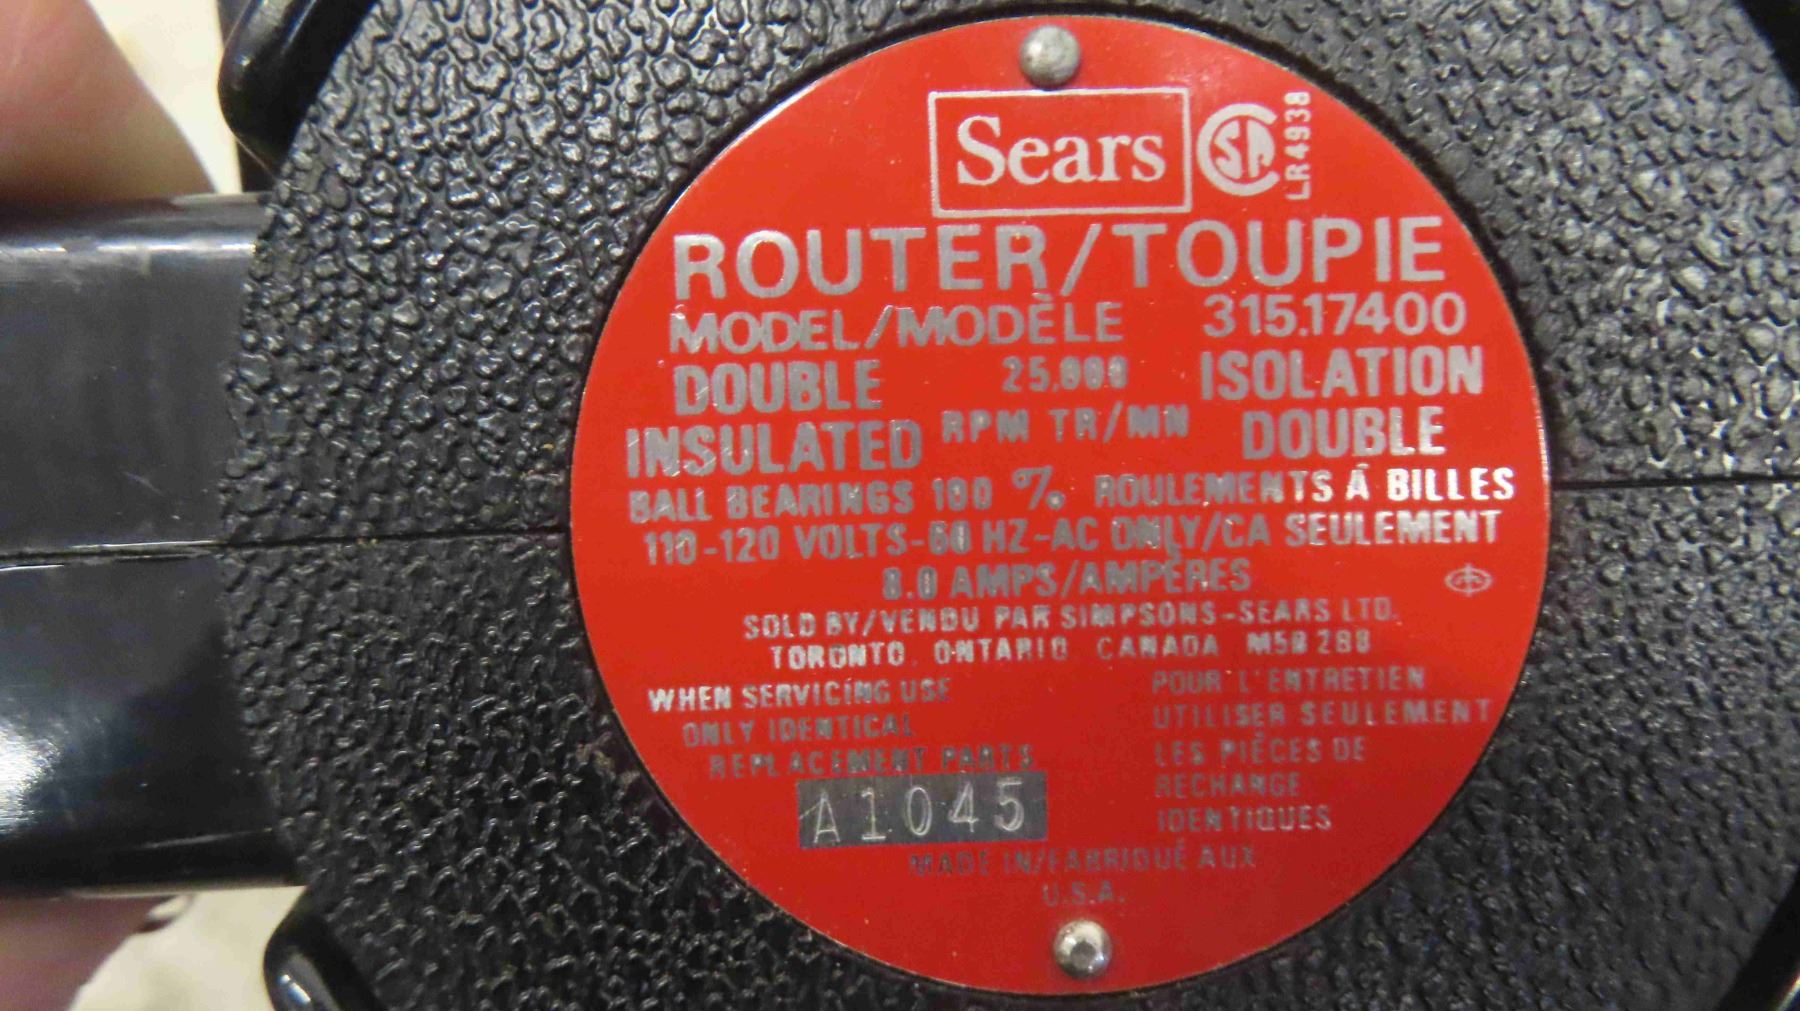 Sears
LR4938
ROUTER/TOUPIE
MODEL/MODÈLE 315.17400
DOUBLE 25,000 ISOLATION
INSULATED RPM TR/MN DOUBLE
BALL BEARINGS 100 % ROULEMENTS À BILLES
110-120 VOLTS-60 HZ-AC ONLY/CA SEULEMENT
8.0 AMPS/AMPÈRES
SOLD BY/VENDU PAR SIMPSONS-SEARS LTD.
TORONTO, ONTARIO CANADA M5B 2B8
WHEN SERVICING USE
ONLY IDENTICAL
REPLACEMENT PARTS
POUR L'ENTRETIEN
UTILISER SEULEMENT
LES PIÈCES DE
RECHANGE
IDENTIQUES
A1045
MADE IN/FABRIQUÉ AUX
U.S.A.